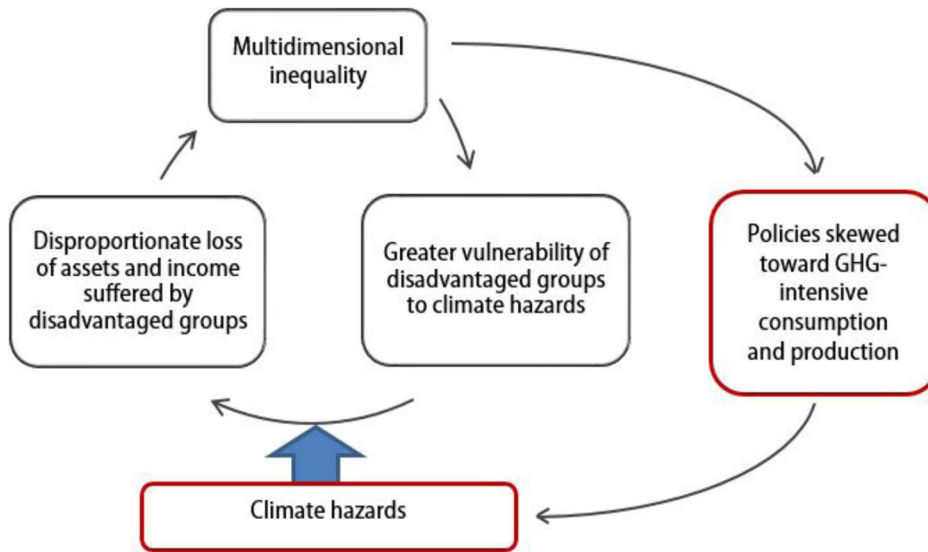 Multidimensional
inequality
Disproportionate loss
of assets and income
suffered by
disadvantaged groups
Greater vulnerability of
disadvantaged groups
to climate hazards
Policies skewed
toward GHG-
intensive
consumption
and production
Climate hazards